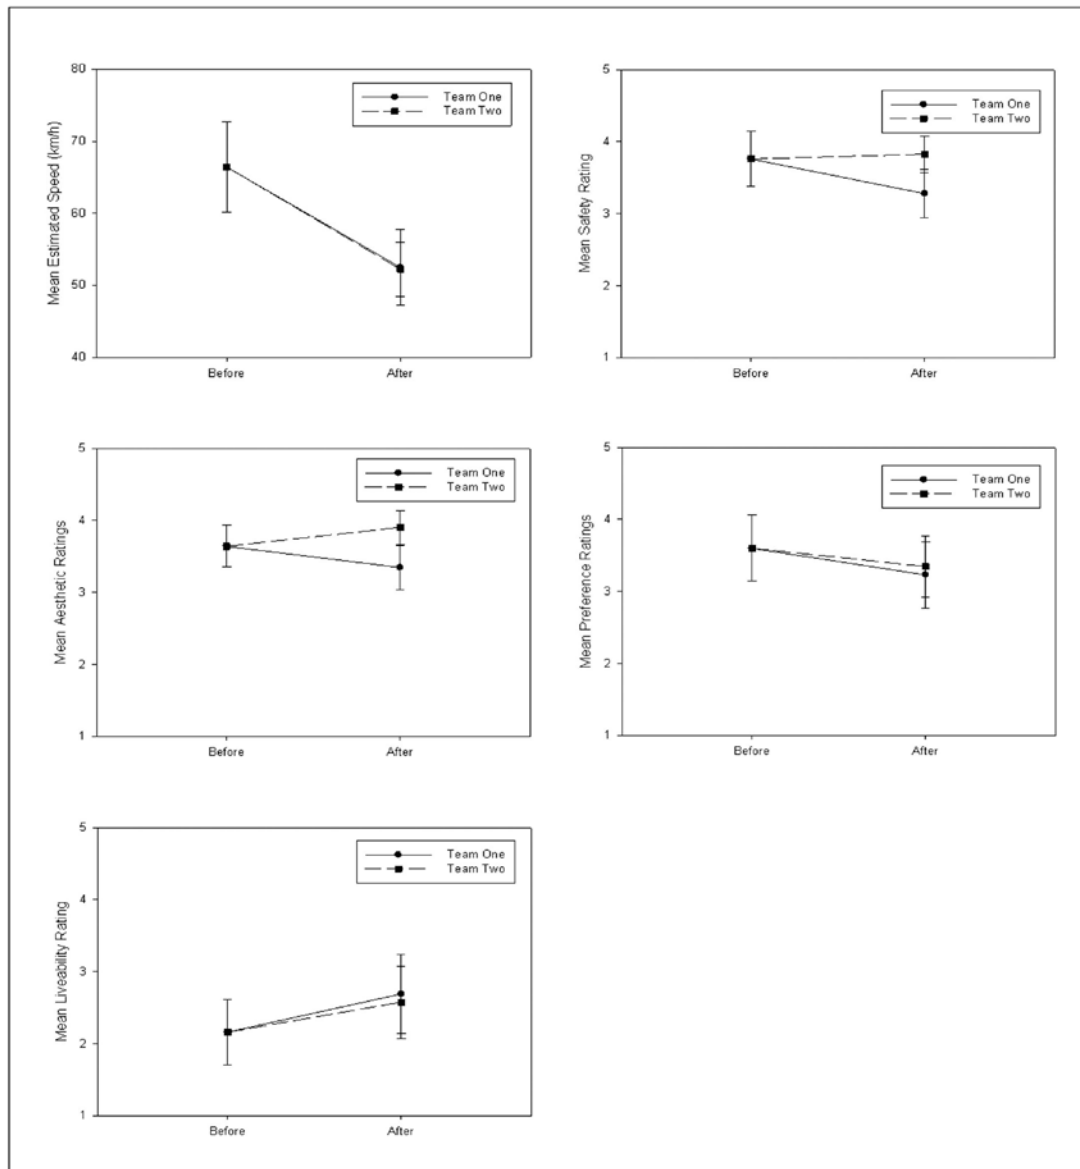 80
70
60
50
40
Mean Estimated Speed (km/h)
Team One
Team Two
Before
After
5
4
3
2
1
Mean Safety Rating
Team One
Team Two
Before
After
5
4
3
2
1
Mean Aesthetic Ratings
Team One
Team Two
Before
After
5
4
3
2
1
Mean Preference Ratings
Team One
Team Two
Before
After
5
4
3
2
1
Mean Liveability Rating
Team One
Team Two
Before
After